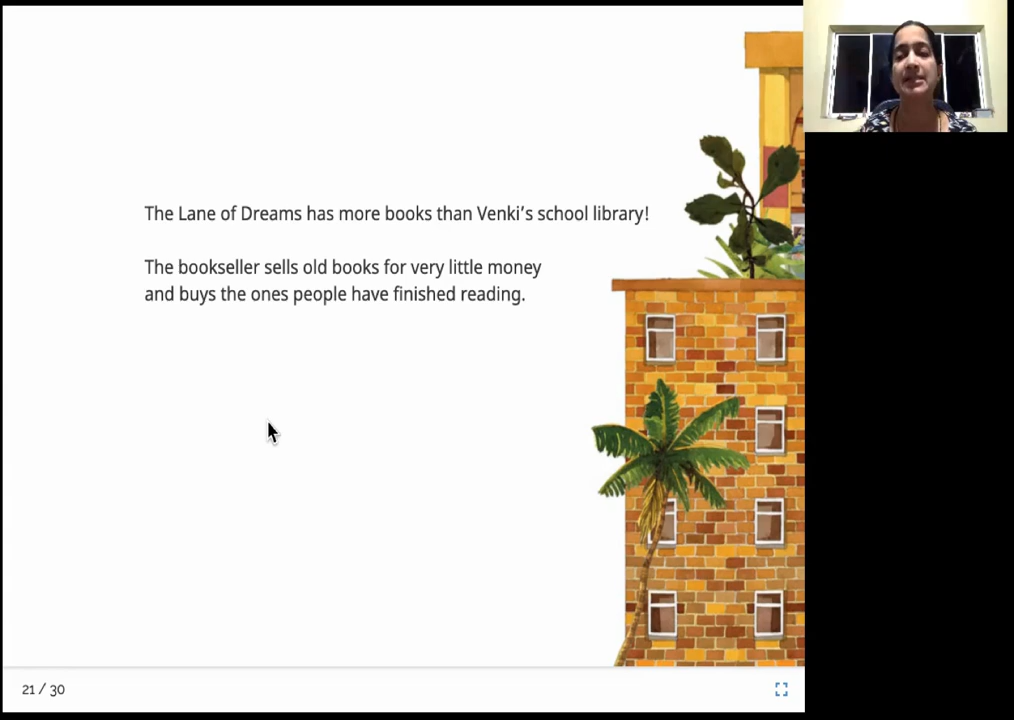 The Lane of Dreams has more books than Venki’s school library!
The bookseller sells old books for very little money
and buys the ones people have finished reading.
21 / 30